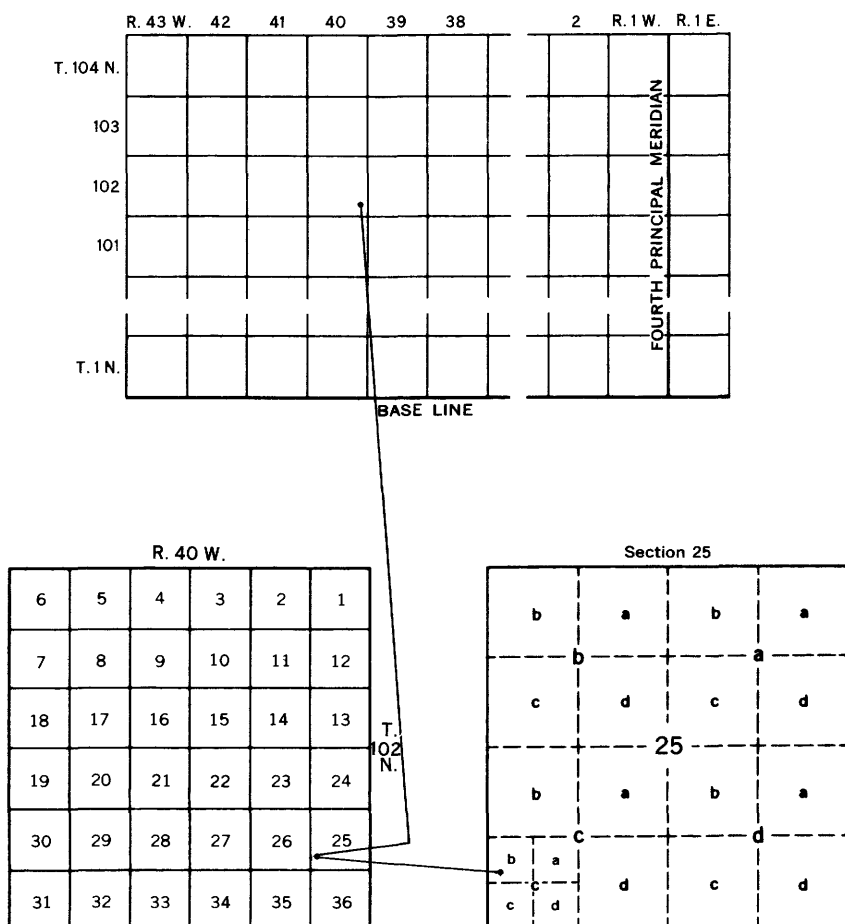 R. 43 W. 42 41 40 39 38 2 R. 1 W. R. 1 E.
T. 104 N.
103
102
101
T. 1 N.
FOURTH PRINCIPAL MERIDIAN
BASE LINE
R. 40 W.
6 5 4 3 2 1
7 8 9 10 11 12
18 17 16 15 14 13
19 20 21 22 23 24
30 29 28 27 26 25
31 32 33 34 35 36
T.
102
N.
Section 25
b a b a
b a
c d c d
25
b a b a
c d
b a
c d c d
c d